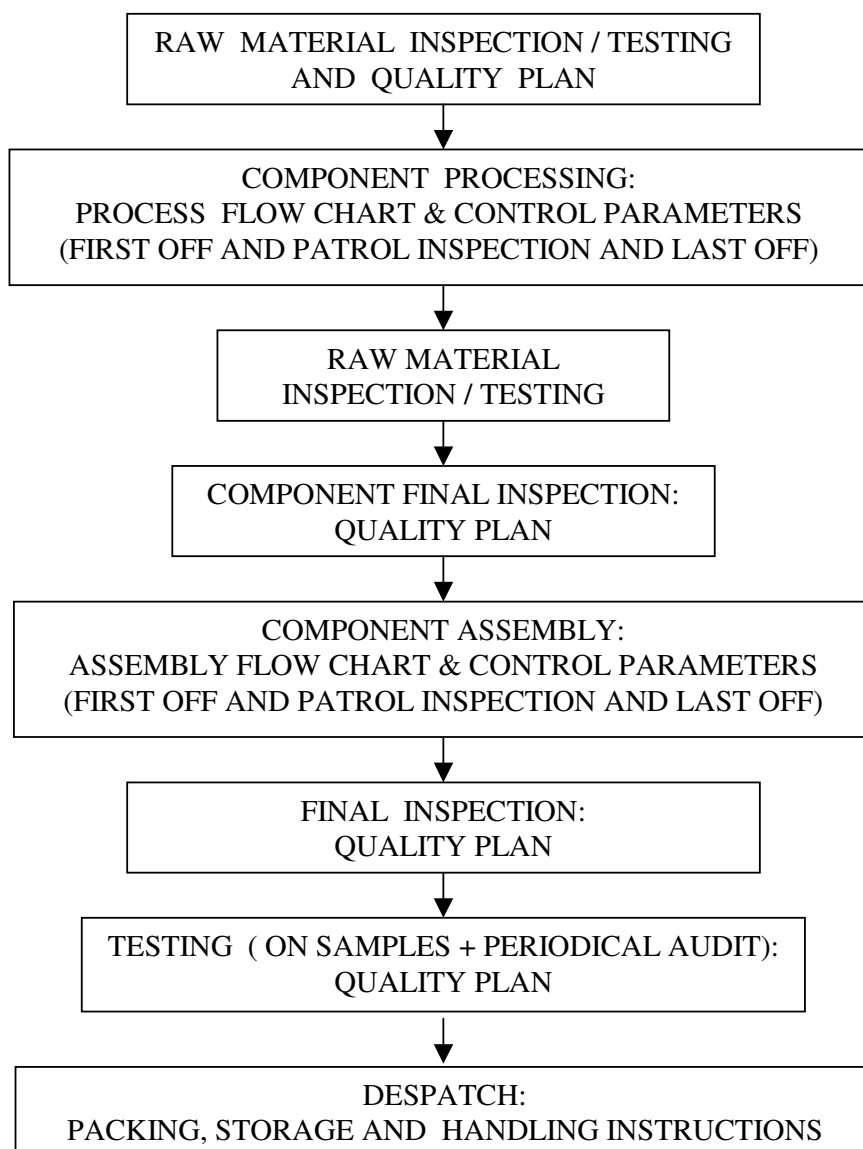 RAW MATERIAL INSPECTION / TESTING
AND QUALITY PLAN
COMPONENT PROCESSING:
PROCESS FLOW CHART & CONTROL PARAMETERS
(FIRST OFF AND PATROL INSPECTION AND LAST OFF)
RAW MATERIAL
INSPECTION / TESTING
COMPONENT FINAL INSPECTION:
QUALITY PLAN
COMPONENT ASSEMBLY:
ASSEMBLY FLOW CHART & CONTROL PARAMETERS
(FIRST OFF AND PATROL INSPECTION AND LAST OFF)
FINAL INSPECTION:
QUALITY PLAN
TESTING ( ON SAMPLES + PERIODICAL AUDIT):
QUALITY PLAN
DESPATCH:
PACKING, STORAGE AND HANDLING INSTRUCTIONS